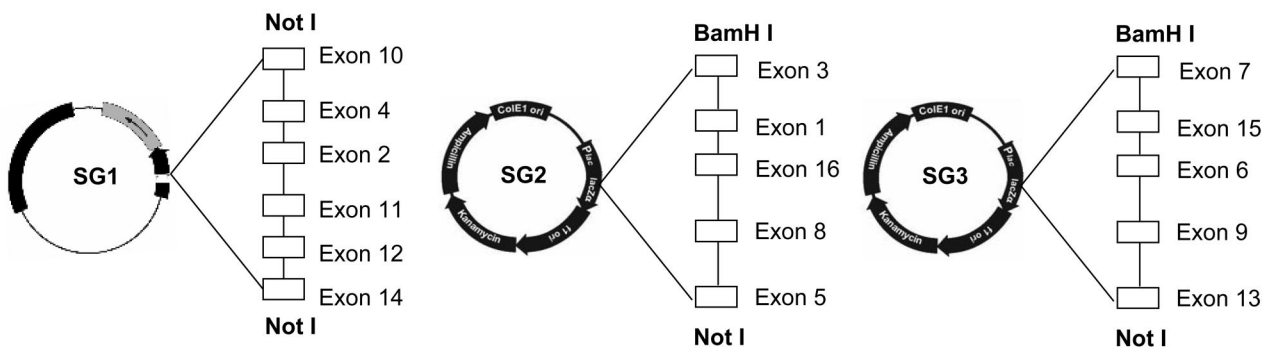 Not I
Exon 10
Exon 4
Exon 2
Exon 11
Exon 12
Exon 14
Not I
SG1
BamH I
Exon 3
Exon 1
Exon 16
Exon 8
Exon 5
Not I
ColE1 ori
Plac
lacZα
f1 ori
Kanamycin
Ampicillin
SG2
BamH I
Exon 7
Exon 15
Exon 6
Exon 9
Exon 13
Not I
ColE1 ori
Plac
lacZα
f1 ori
Kanamycin
Ampicillin
SG3